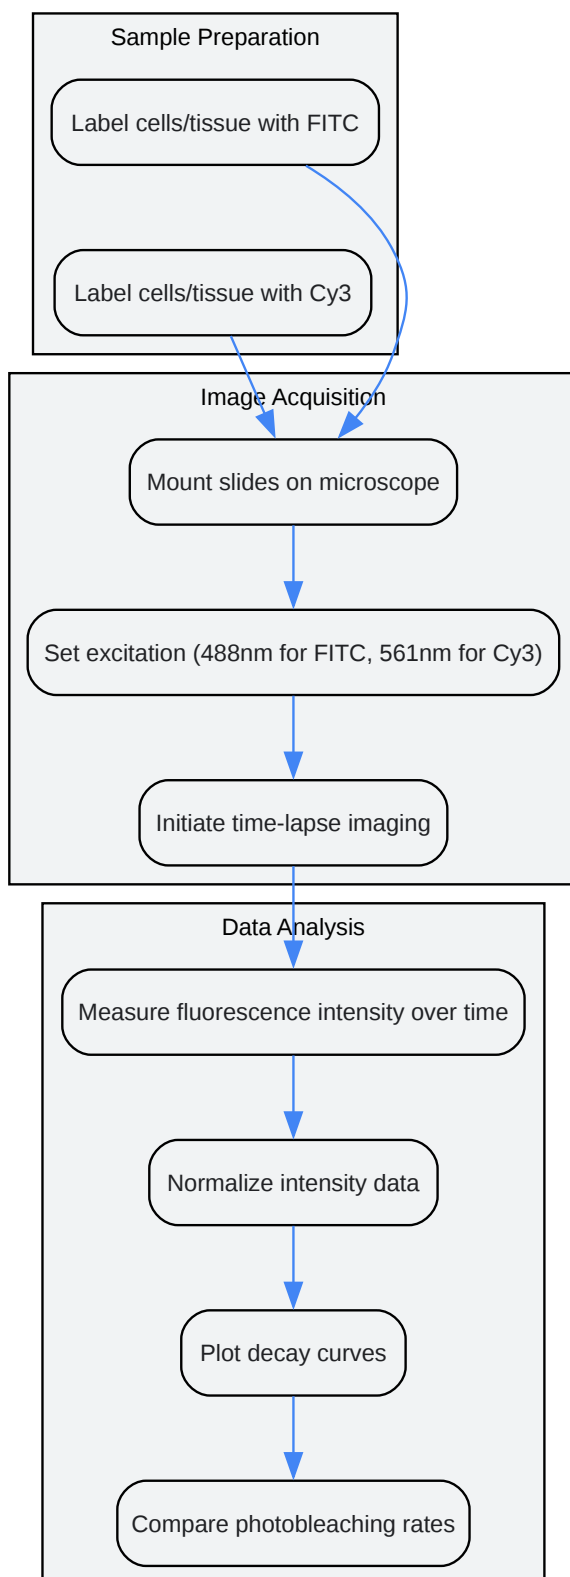 Sample Preparation
Label cells/tissue with FITC
Label cells/tissue with Cy3
Image Acquisition
Mount slides on microscope
Set excitation (488nm for FITC, 561nm for Cy3)
Initiate time-lapse imaging
Data Analysis
Measure fluorescence intensity over time
Normalize intensity data
Plot decay curves
Compare photobleaching rates